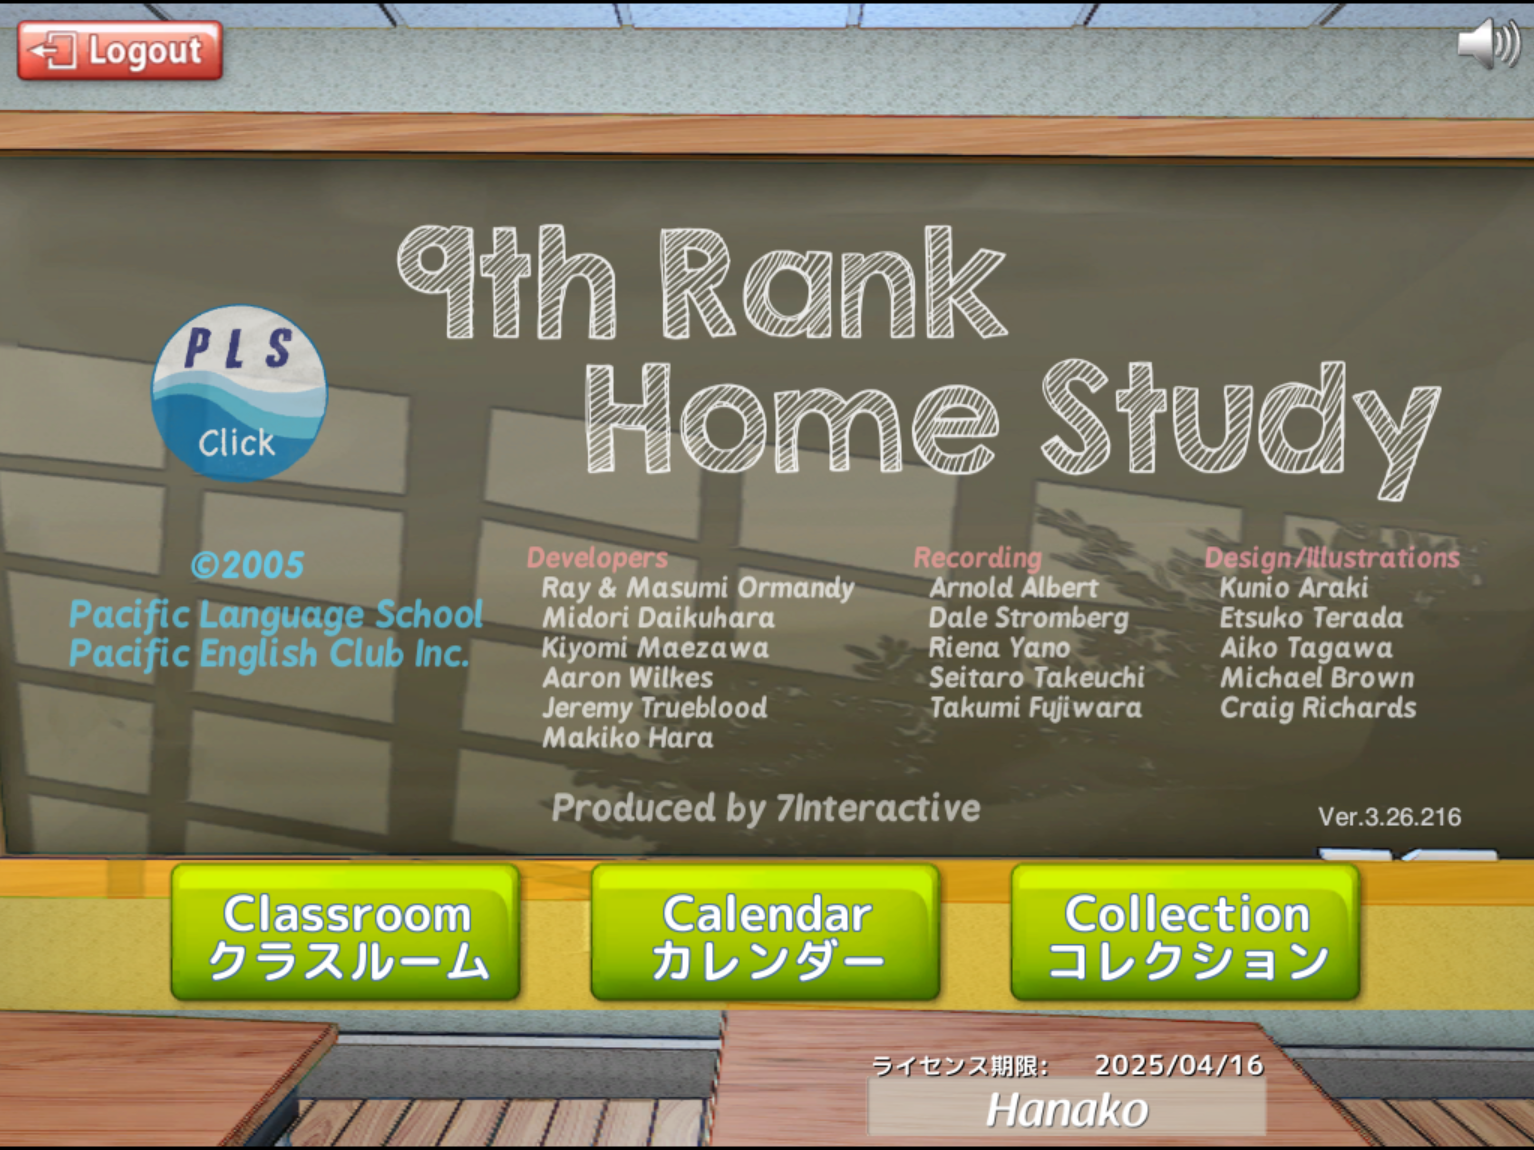 Logout
9th Rank
Home Study
PLS
Click
©2005
Pacific Language School
Pacific English Club Inc.
Developers
Ray & Masumi Ormandy
Midori Daikuhara
Kiyomi Maezawa
Aaron Wilkes
Jeremy Trueblood
Makiko Hara
Recording
Arnold Albert
Dale Stromberg
Riena Yano
Seitaro Takeuchi
Takumi Fujiwara
Design/Illustrations
Kunio Araki
Etsuko Terada
Aiko Tagawa
Michael Brown
Craig Richards
Produced by 7Interactive
Ver.3.26.216
Classroom
クラスルーム
Calendar
カレンダー
Collection
コレクション
ライセンス期限: 2025/04/16
Hanako